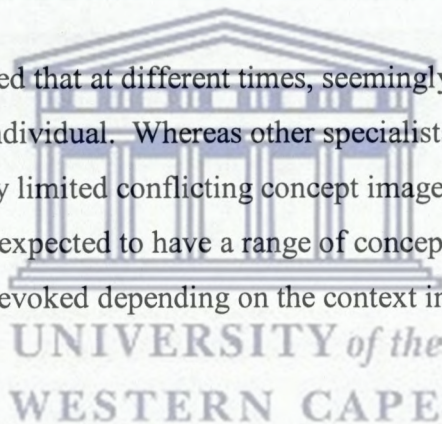 ed that at different times, seemingly
ndividual. Whereas other specialist
y limited conflicting concept image
expected to have a range of concep
evoked depending on the context in
UNIVERSITY of the
WESTERN CAPE